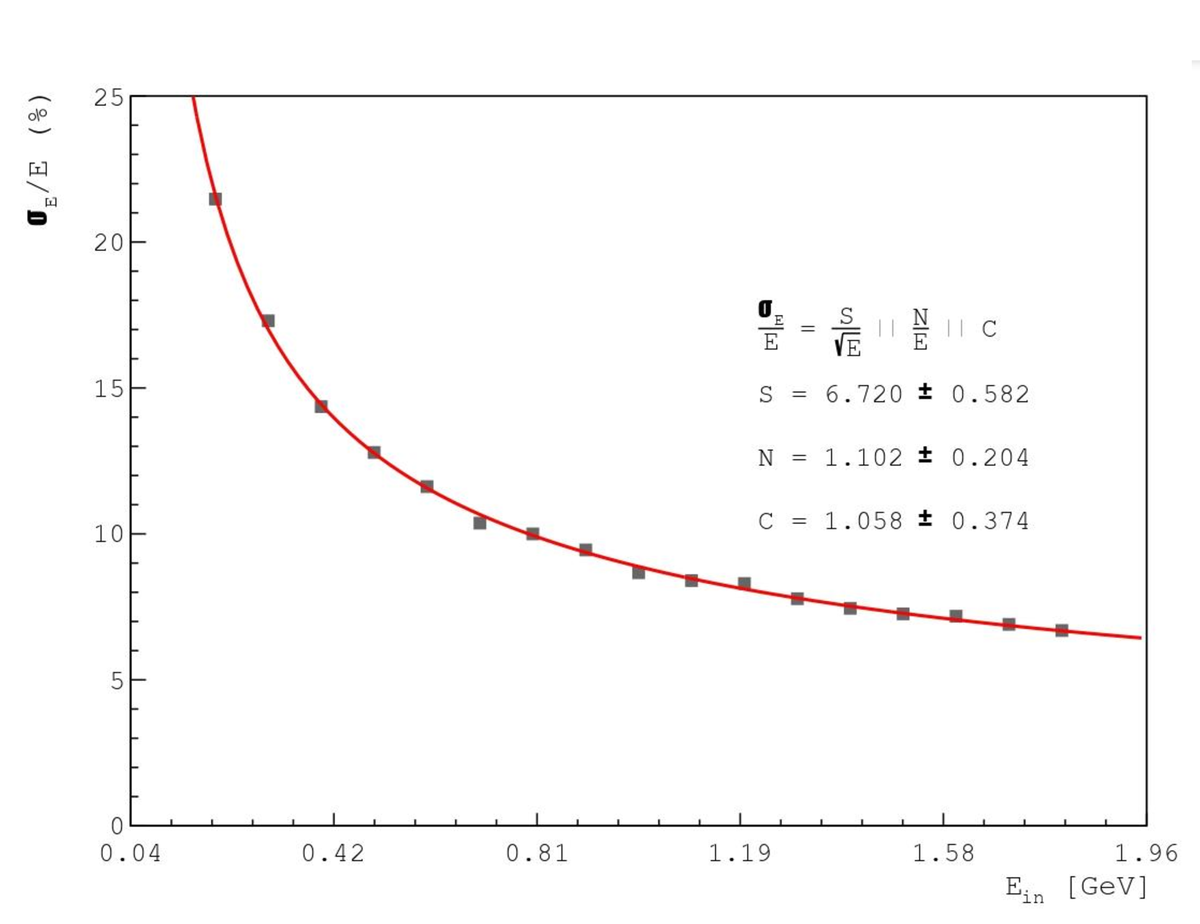 σE/E (%)
25
20
15
10
5
0
σE/E = S/√E || N/E || C
S = 6.720 ± 0.582
N = 1.102 ± 0.204
C = 1.058 ± 0.374
0.04 0.42 0.81 1.19 1.58 1.96
Ein [GeV]